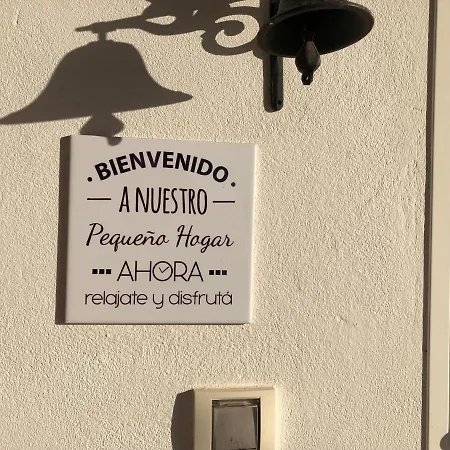 · BIENVENIDO ·
— A NUESTRO —
Pequeño Hogar
▪▪▪ AHORA ▪▪▪
relajate y disfrutá